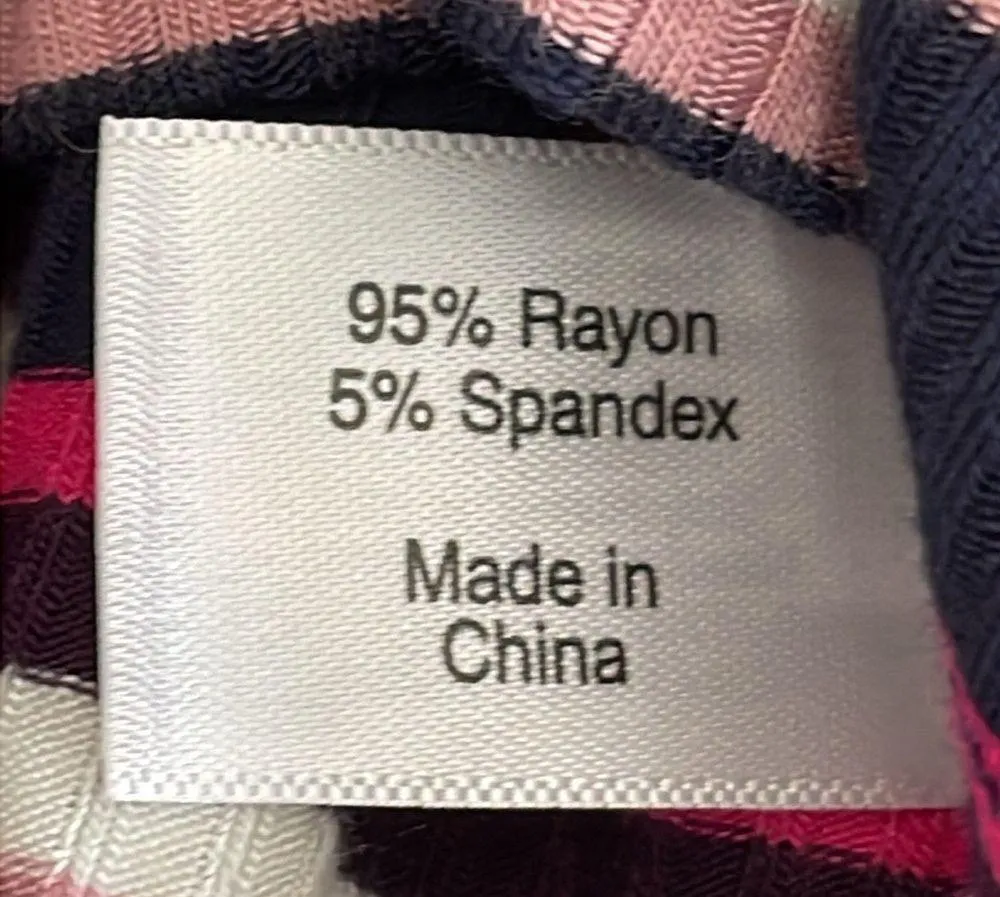 95% Rayon
5% Spandex
Made in
China